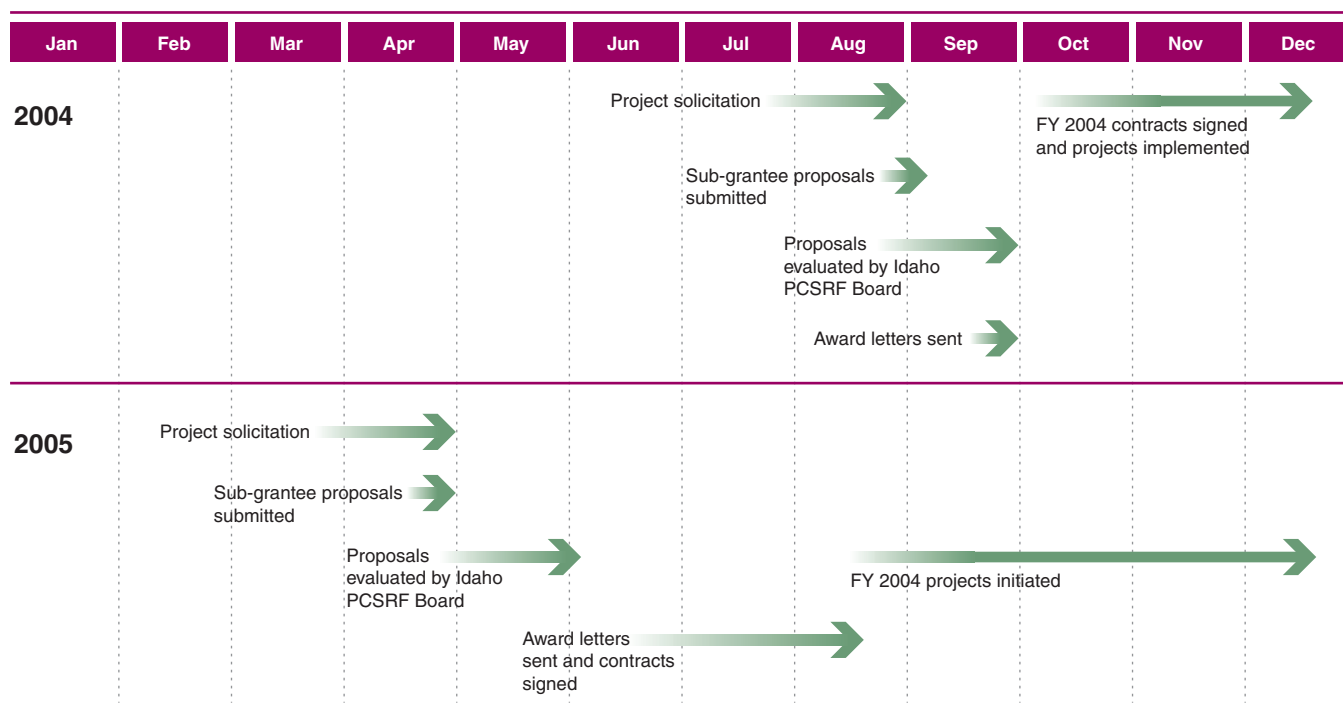 Jan Feb Mar Apr May Jun Jul Aug Sep Oct Nov Dec
2004
Project solicitation
FY 2004 contracts signed
and projects implemented
Sub-grantee proposals
submitted
Proposals
evaluated by Idaho
PCSRF Board
Award letters sent
2005
Project solicitation
Sub-grantee proposals
submitted
Proposals
evaluated by Idaho
PCSRF Board
FY 2004 projects initiated
Award letters
sent and contracts
signed